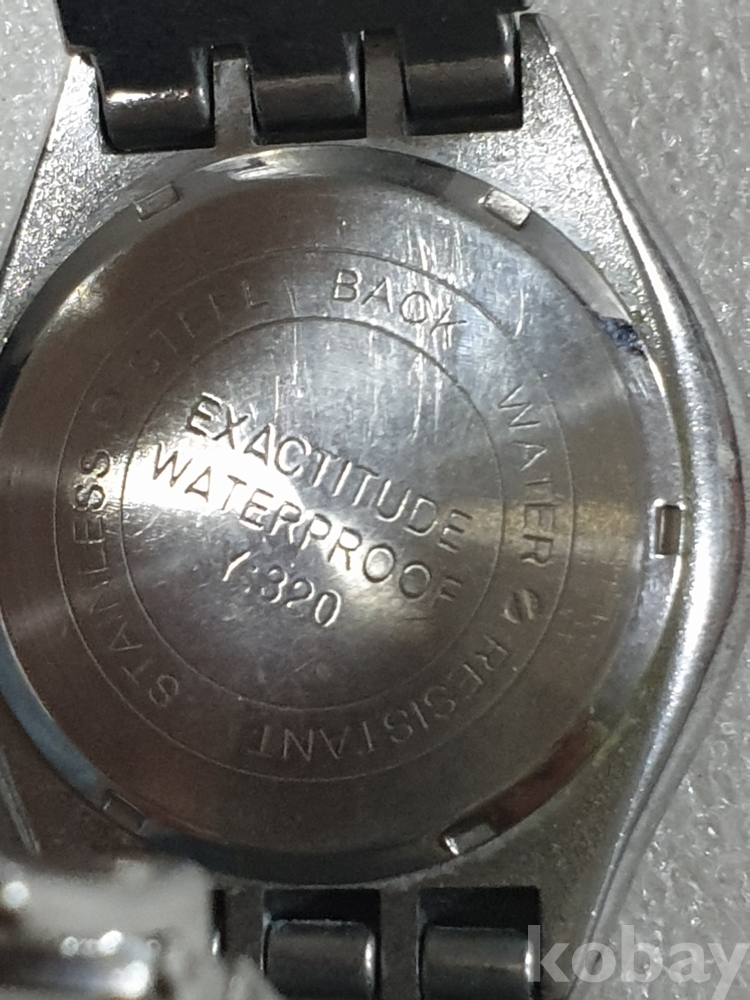 STAINLESS STEEL BACK WATER RESISTANT
EXACTITUDE
WATERPROOF
Y:320
kobay